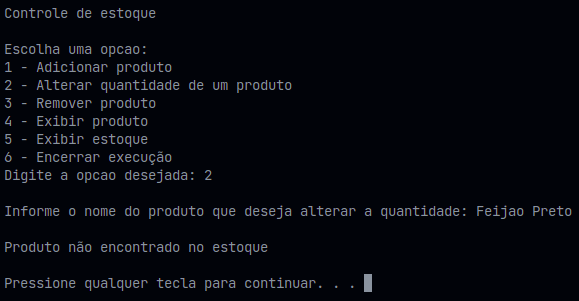 Controle de estoque
Escolha uma opcao:
1 - Adicionar produto
2 - Alterar quantidade de um produto
3 - Remover produto
4 - Exibir produto
5 - Exibir estoque
6 - Encerrar execução
Digite a opcao desejada: 2
Informe o nome do produto que deseja alterar a quantidade: Feijao Preto
Produto não encontrado no estoque
Pressione qualquer tecla para continuar. . .